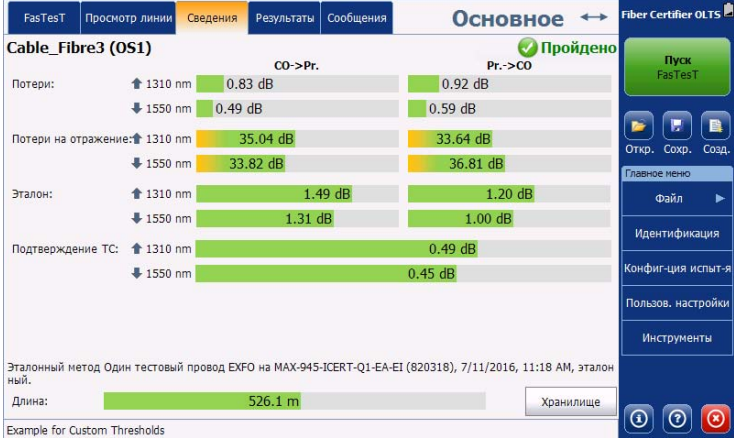 FasTesT Просмотр линии Сведения Результаты Сообщения Основное Fiber Certifier OLTS
Cable_Fibre3 (OS1) Пройдено
CO->Pr. Pr.->CO
Потери: 1310 nm 0.83 dB 0.92 dB
1550 nm 0.49 dB 0.59 dB
Потери на отражение: 1310 nm 35.04 dB 33.64 dB
1550 nm 33.82 dB 36.81 dB
Эталон: 1310 nm 1.49 dB 1.20 dB
1550 nm 1.31 dB 1.00 dB
Подтверждение ТС: 1310 nm 0.49 dB
1550 nm 0.45 dB
Эталонный метод Один тестовый провод EXFO на MAX-945-ICERT-Q1-EA-EI (820318), 7/11/2016, 11:18 AM, эталон
ный.
Длина: 526.1 m Хранилище
Example for Custom Thresholds
Пуск
FasTesT
Откр. Сохр. Созд.
Главное меню
Файл
Идентификация
Конфиг-ция испыт-я
Пользов. настройки
Инструменты